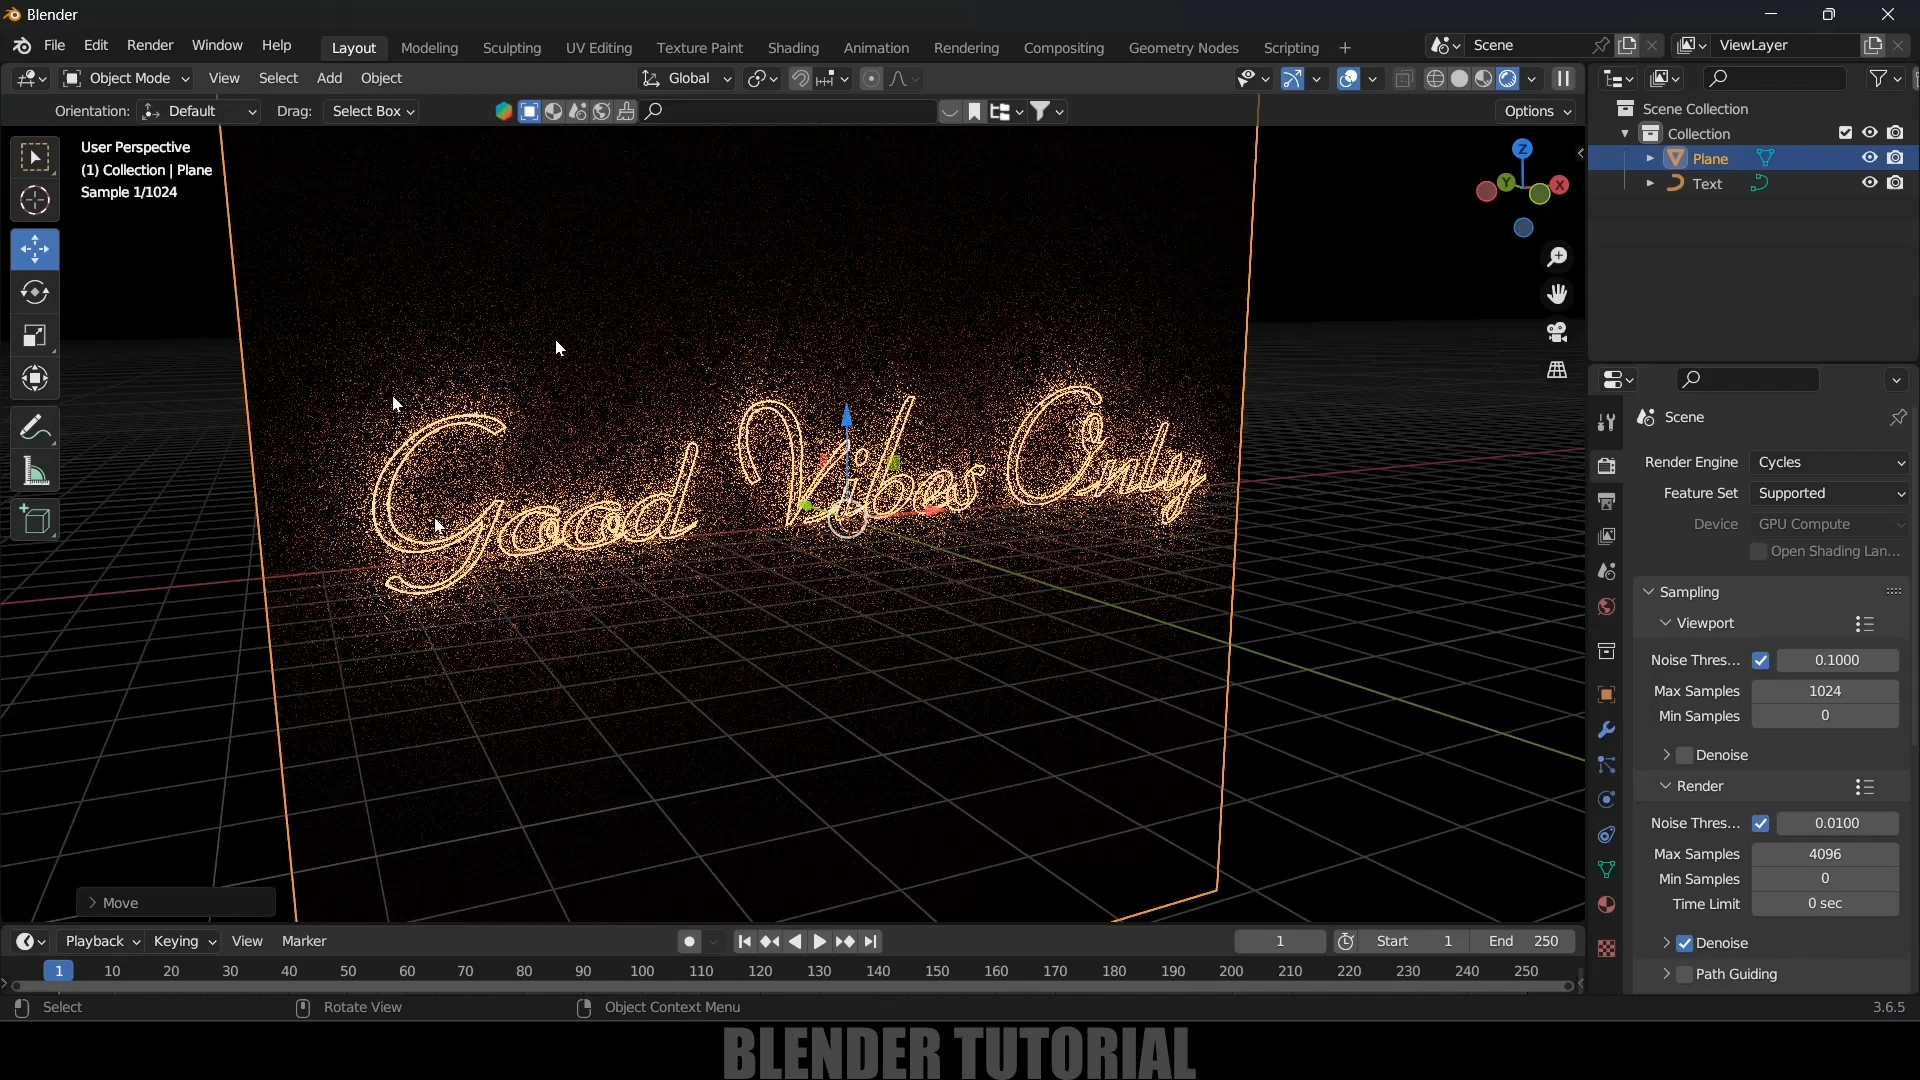 Blender
File Edit Render Window Help
Layout Modeling Sculpting UV Editing Texture Paint Shading Animation Rendering Compositing Geometry Nodes Scripting +
Scene
ViewLayer
Object Mode View Select Add Object
Global
Orientation: Default Drag: Select Box
Options
User Perspective
(1) Collection | Plane
Sample 1/1024
Good Vibes Only
Z
Y
X
Move
Scene Collection
Collection
Plane
Text
Scene
Render Engine Cycles
Feature Set Supported
Device GPU Compute
Open Shading Lan...
Sampling
Viewport
Noise Thres... 0.1000
Max Samples 1024
Min Samples 0
Denoise
Render
Noise Thres... 0.0100
Max Samples 4096
Min Samples 0
Time Limit 0 sec
Denoise
Path Guiding
Playback Keying View Marker
1 Start 1 End 250
1 10 20 30 40 50 60 70 80 90 100 110 120 130 140 150 160 170 180 190 200 210 220 230 240 250
Select Rotate View Object Context Menu
3.6.5
BLENDER TUTORIAL